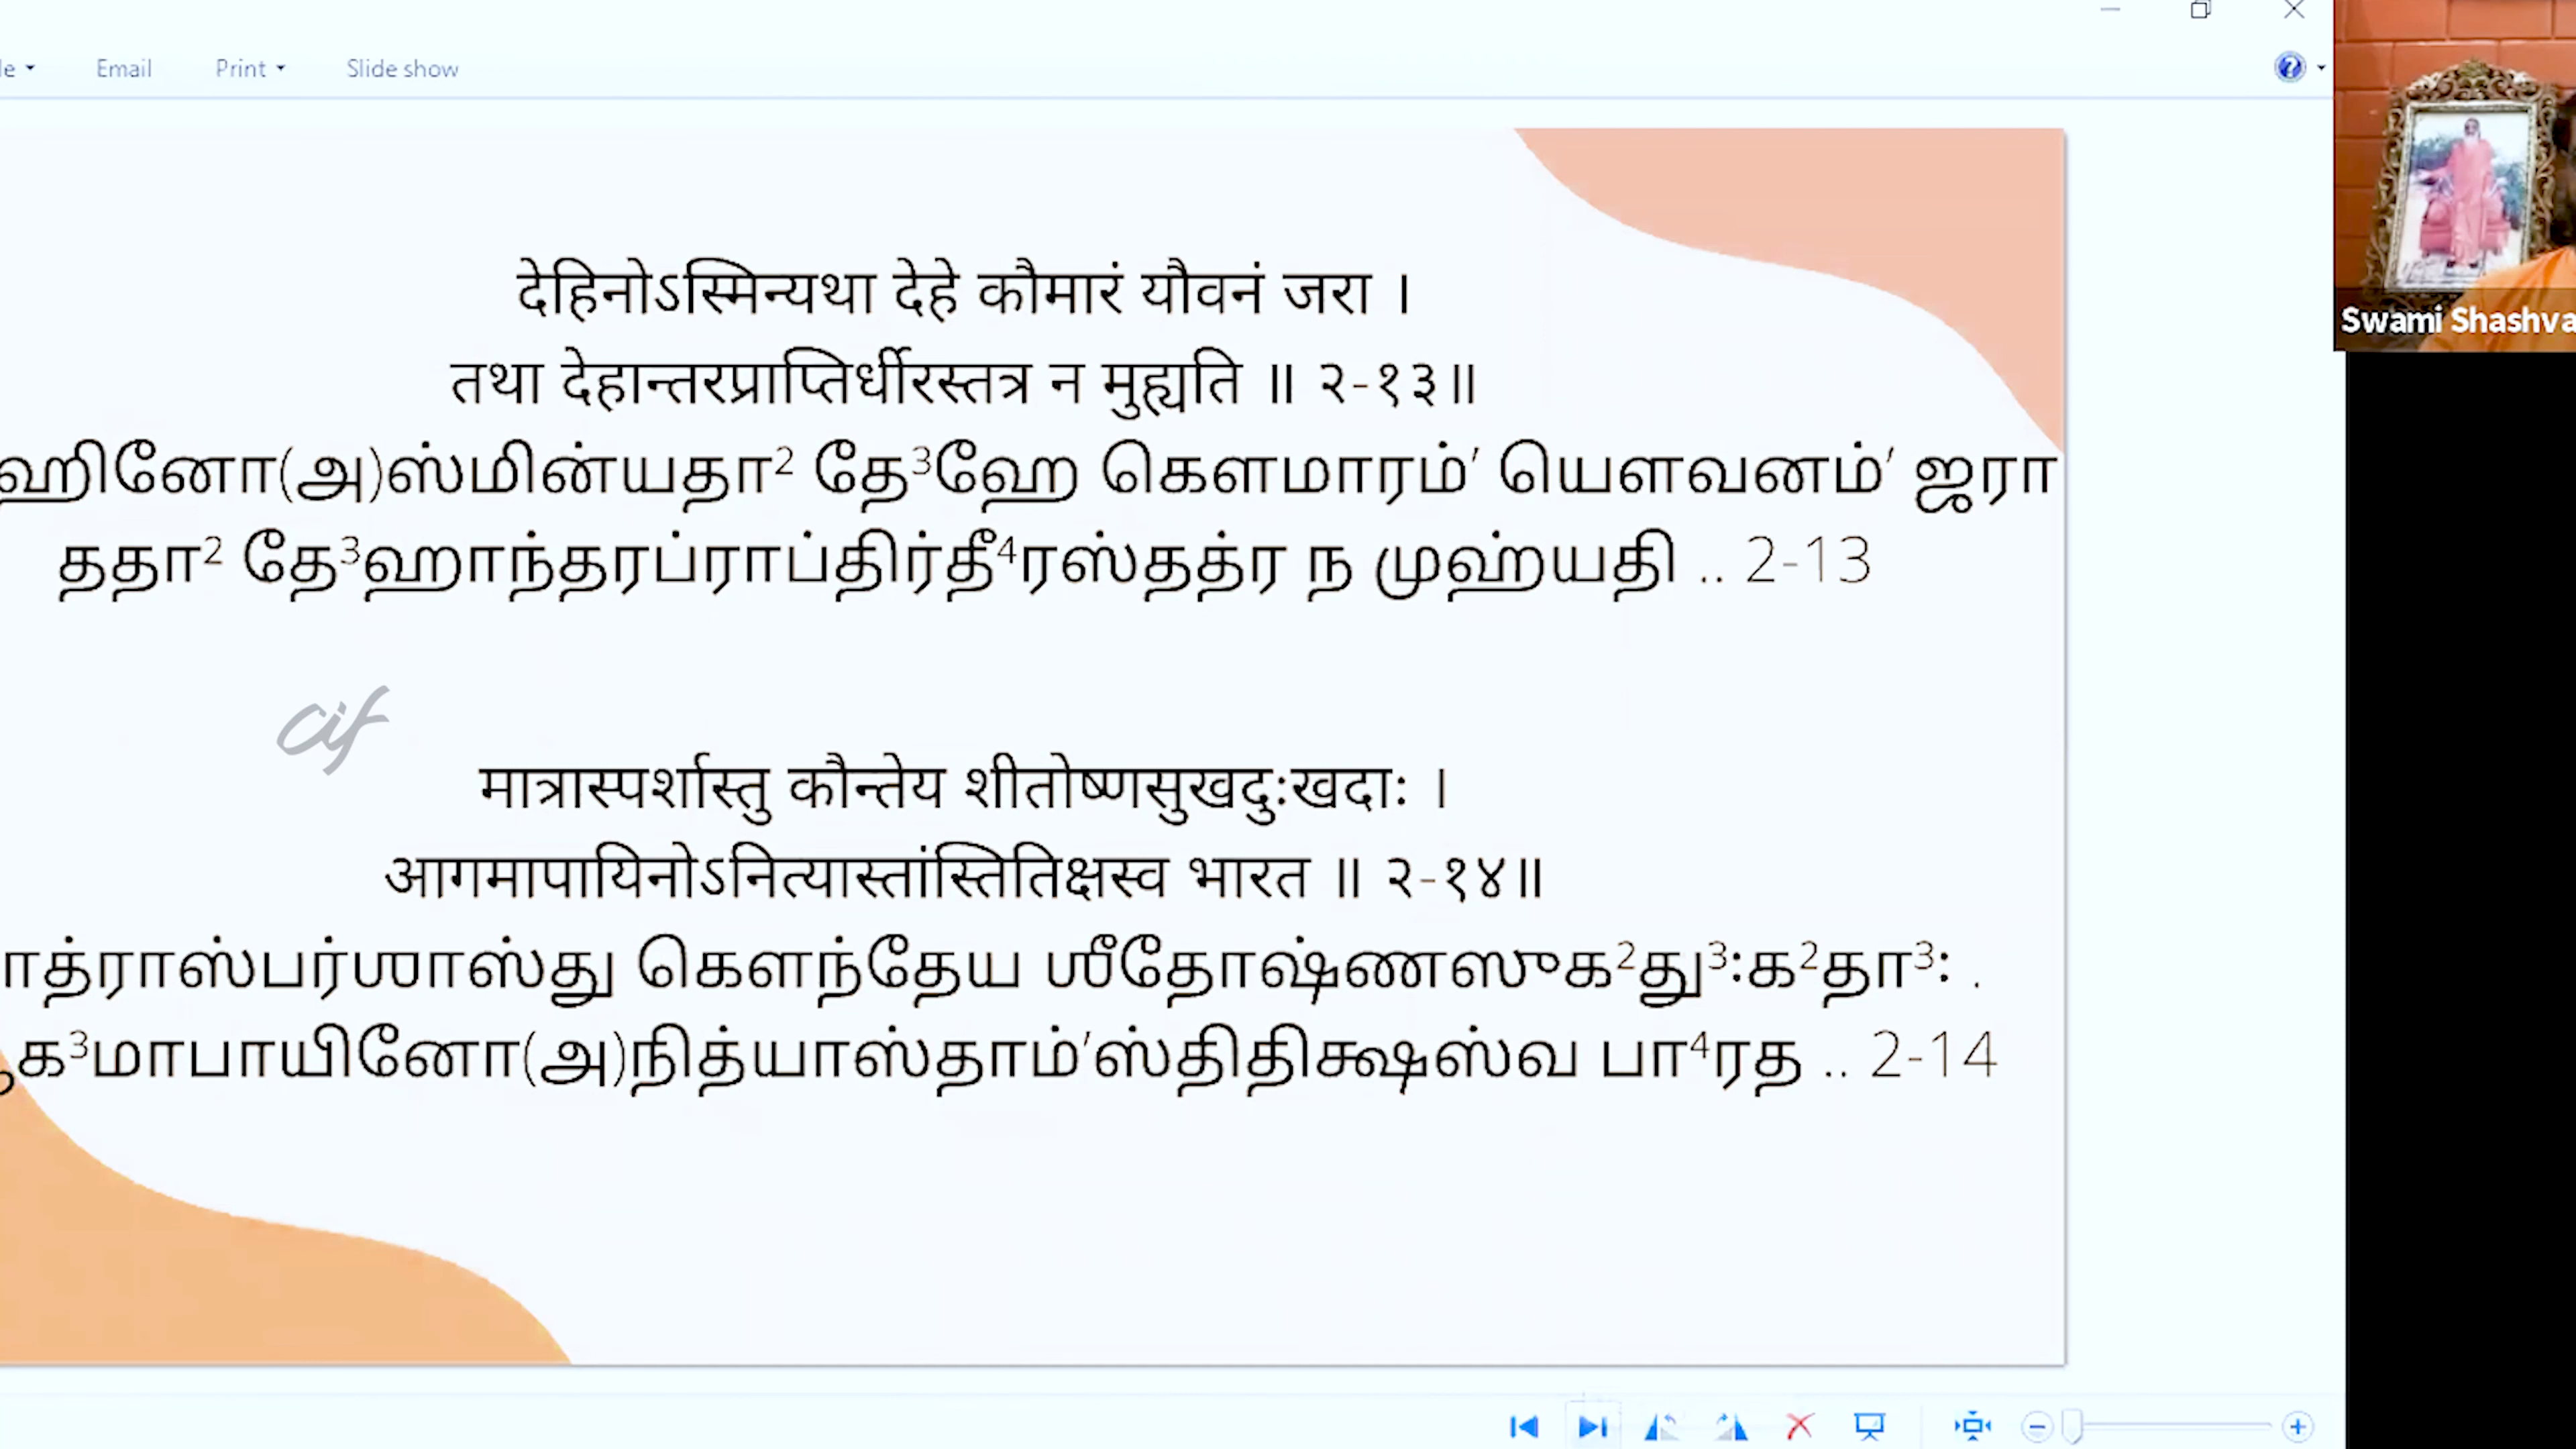 Email Print Slide show
Swami Shashva
देहिनोऽस्मिन्यथा देहे कौमारं यौवनं जरा ।
तथा देहान्तरप्राप्तिर्धीरस्तत्र न मुह्यति ॥ २-१३॥
ஹினோ(அ)ஸ்மின்யதா² தே³ஹே கௌமாரம்ʼ யௌவனம்ʼ ஜரா
ததா² தே³ஹாந்தரப்ராப்திர்தீ⁴ரஸ்தத்ர ந முஹ்யதி .. 2-13
cif
मात्रास्पर्शास्तु कौन्तेय शीतोष्णसुखदुःखदाः ।
आगमापायिनोऽनित्यास्तांस्तितिक्षस्व भारत ॥ २-१४॥
ாத்ராஸ்பர்ஶாஸ்து கௌந்தேய ஶீதோஷ்ணஸுக²து³꞉க²தா³꞉ .
க³மாபாயினோ(அ)நித்யாஸ்தாம்ʼஸ்திதிக்ஷஸ்வ பா⁴ரத .. 2-14